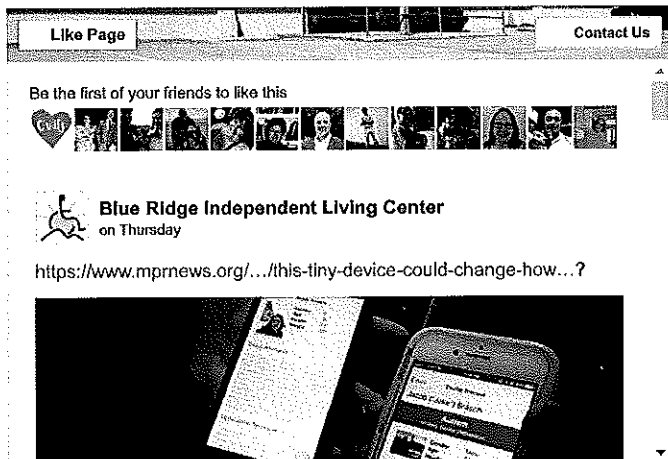 Like Page
Contact Us
Be the first of your friends to like this
Blue Ridge Independent Living Center
on Thursday
https://www.mprnews.org/.../this-tiny-device-could-change-how...?